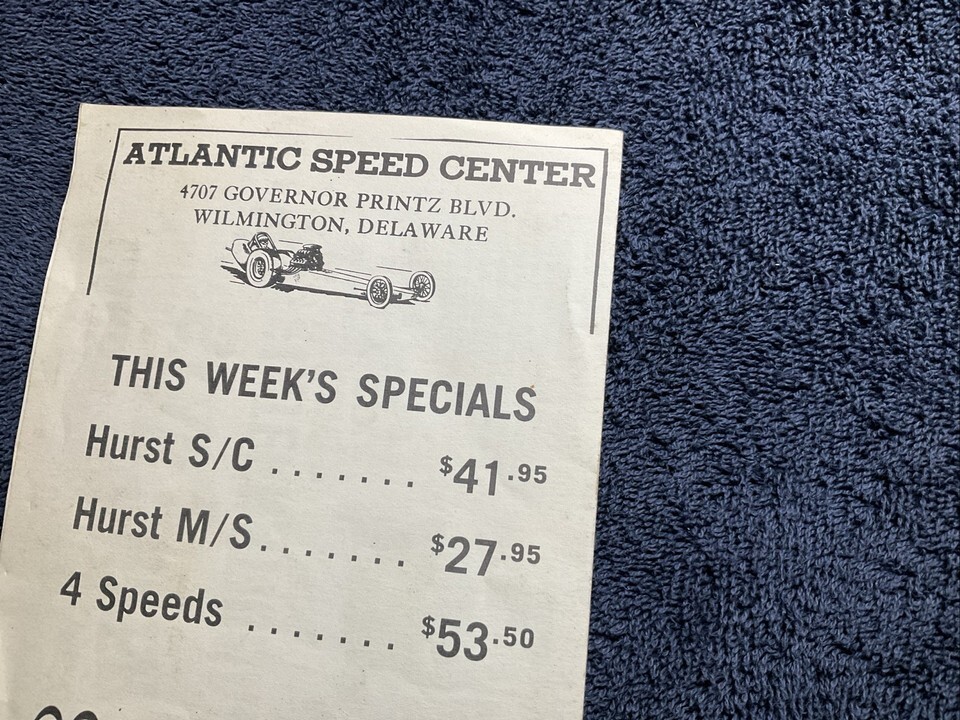 ATLANTIC SPEED CENTER
4707 GOVERNOR PRINTZ BLVD.
WILMINGTON, DELAWARE
THIS WEEK'S SPECIALS
Hurst S/C ....... $41.95
Hurst M/S....... $27.95
4 Speeds ....... $53.50